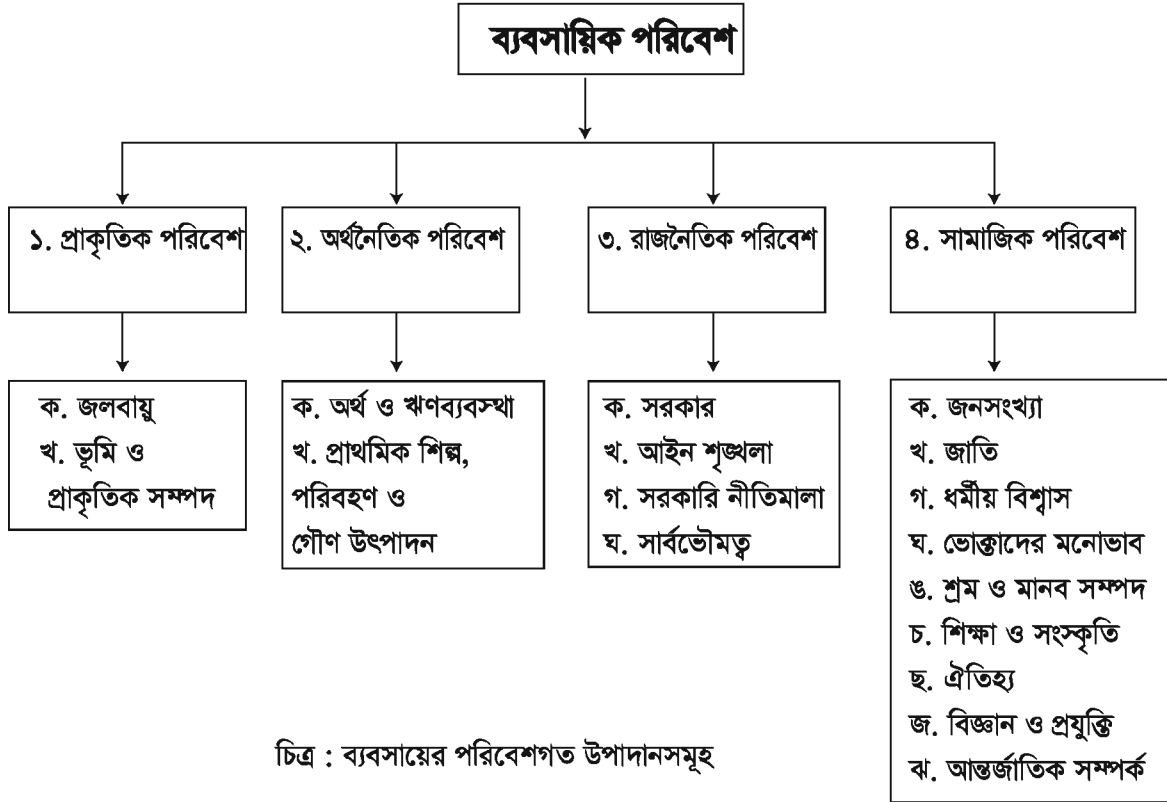 ব্যবসায়িক পরিবেশ
১. প্রাকৃতিক পরিবেশ
২. অর্থনৈতিক পরিবেশ
৩. রাজনৈতিক পরিবেশ
৪. সামাজিক পরিবেশ
ক. জলবায়ু
খ. ভূমি ও
প্রাকৃতিক সম্পদ
ক. অর্থ ও ঋণব্যবস্থা
খ. প্রাথমিক শিল্প,
পরিবহণ ও
গৌণ উৎপাদন
ক. সরকার
খ. আইন শৃঙ্খলা
গ. সরকারি নীতিমালা
ঘ. সার্বভৌমত্ব
ক. জনসংখ্যা
খ. জাতি
গ. ধর্মীয় বিশ্বাস
ঘ. ভোক্তাদের মনোভাব
ঙ. শ্রম ও মানব সম্পদ
চ. শিক্ষা ও সংস্কৃতি
ছ. ঐতিহ্য
জ. বিজ্ঞান ও প্রযুক্তি
ঝ. আন্তর্জাতিক সম্পর্ক
চিত্র : ব্যবসায়ের পরিবেশগত উপাদানসমূহ